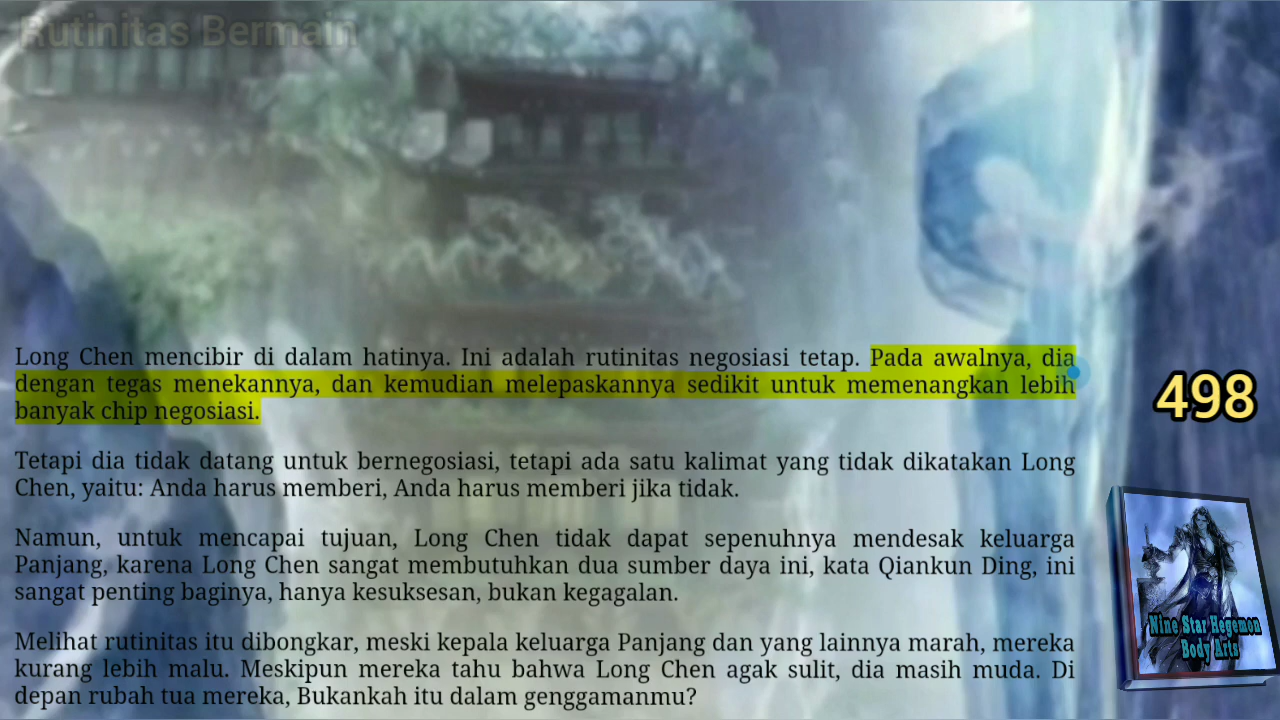 Rutinitas Bermain
Long Chen mencibir di dalam hatinya. Ini adalah rutinitas negosiasi tetap. Pada awalnya, dia
dengan tegas menekannya, dan kemudian melepaskannya sedikit untuk memenangkan lebih
banyak chip negosiasi.
Tetapi dia tidak datang untuk bernegosiasi, tetapi ada satu kalimat yang tidak dikatakan Long
Chen, yaitu: Anda harus memberi, Anda harus memberi jika tidak.
Namun, untuk mencapai tujuan, Long Chen tidak dapat sepenuhnya mendesak keluarga
Panjang, karena Long Chen sangat membutuhkan dua sumber daya ini, kata Qiankun Ding, ini
sangat penting baginya, hanya kesuksesan, bukan kegagalan.
Melihat rutinitas itu dibongkar, meski kepala keluarga Panjang dan yang lainnya marah, mereka
kurang lebih malu. Meskipun mereka tahu bahwa Long Chen agak sulit, dia masih muda. Di
depan rubah tua mereka, Bukankah itu dalam genggamanmu?
498
Nine Star Hegemon
Body Arts